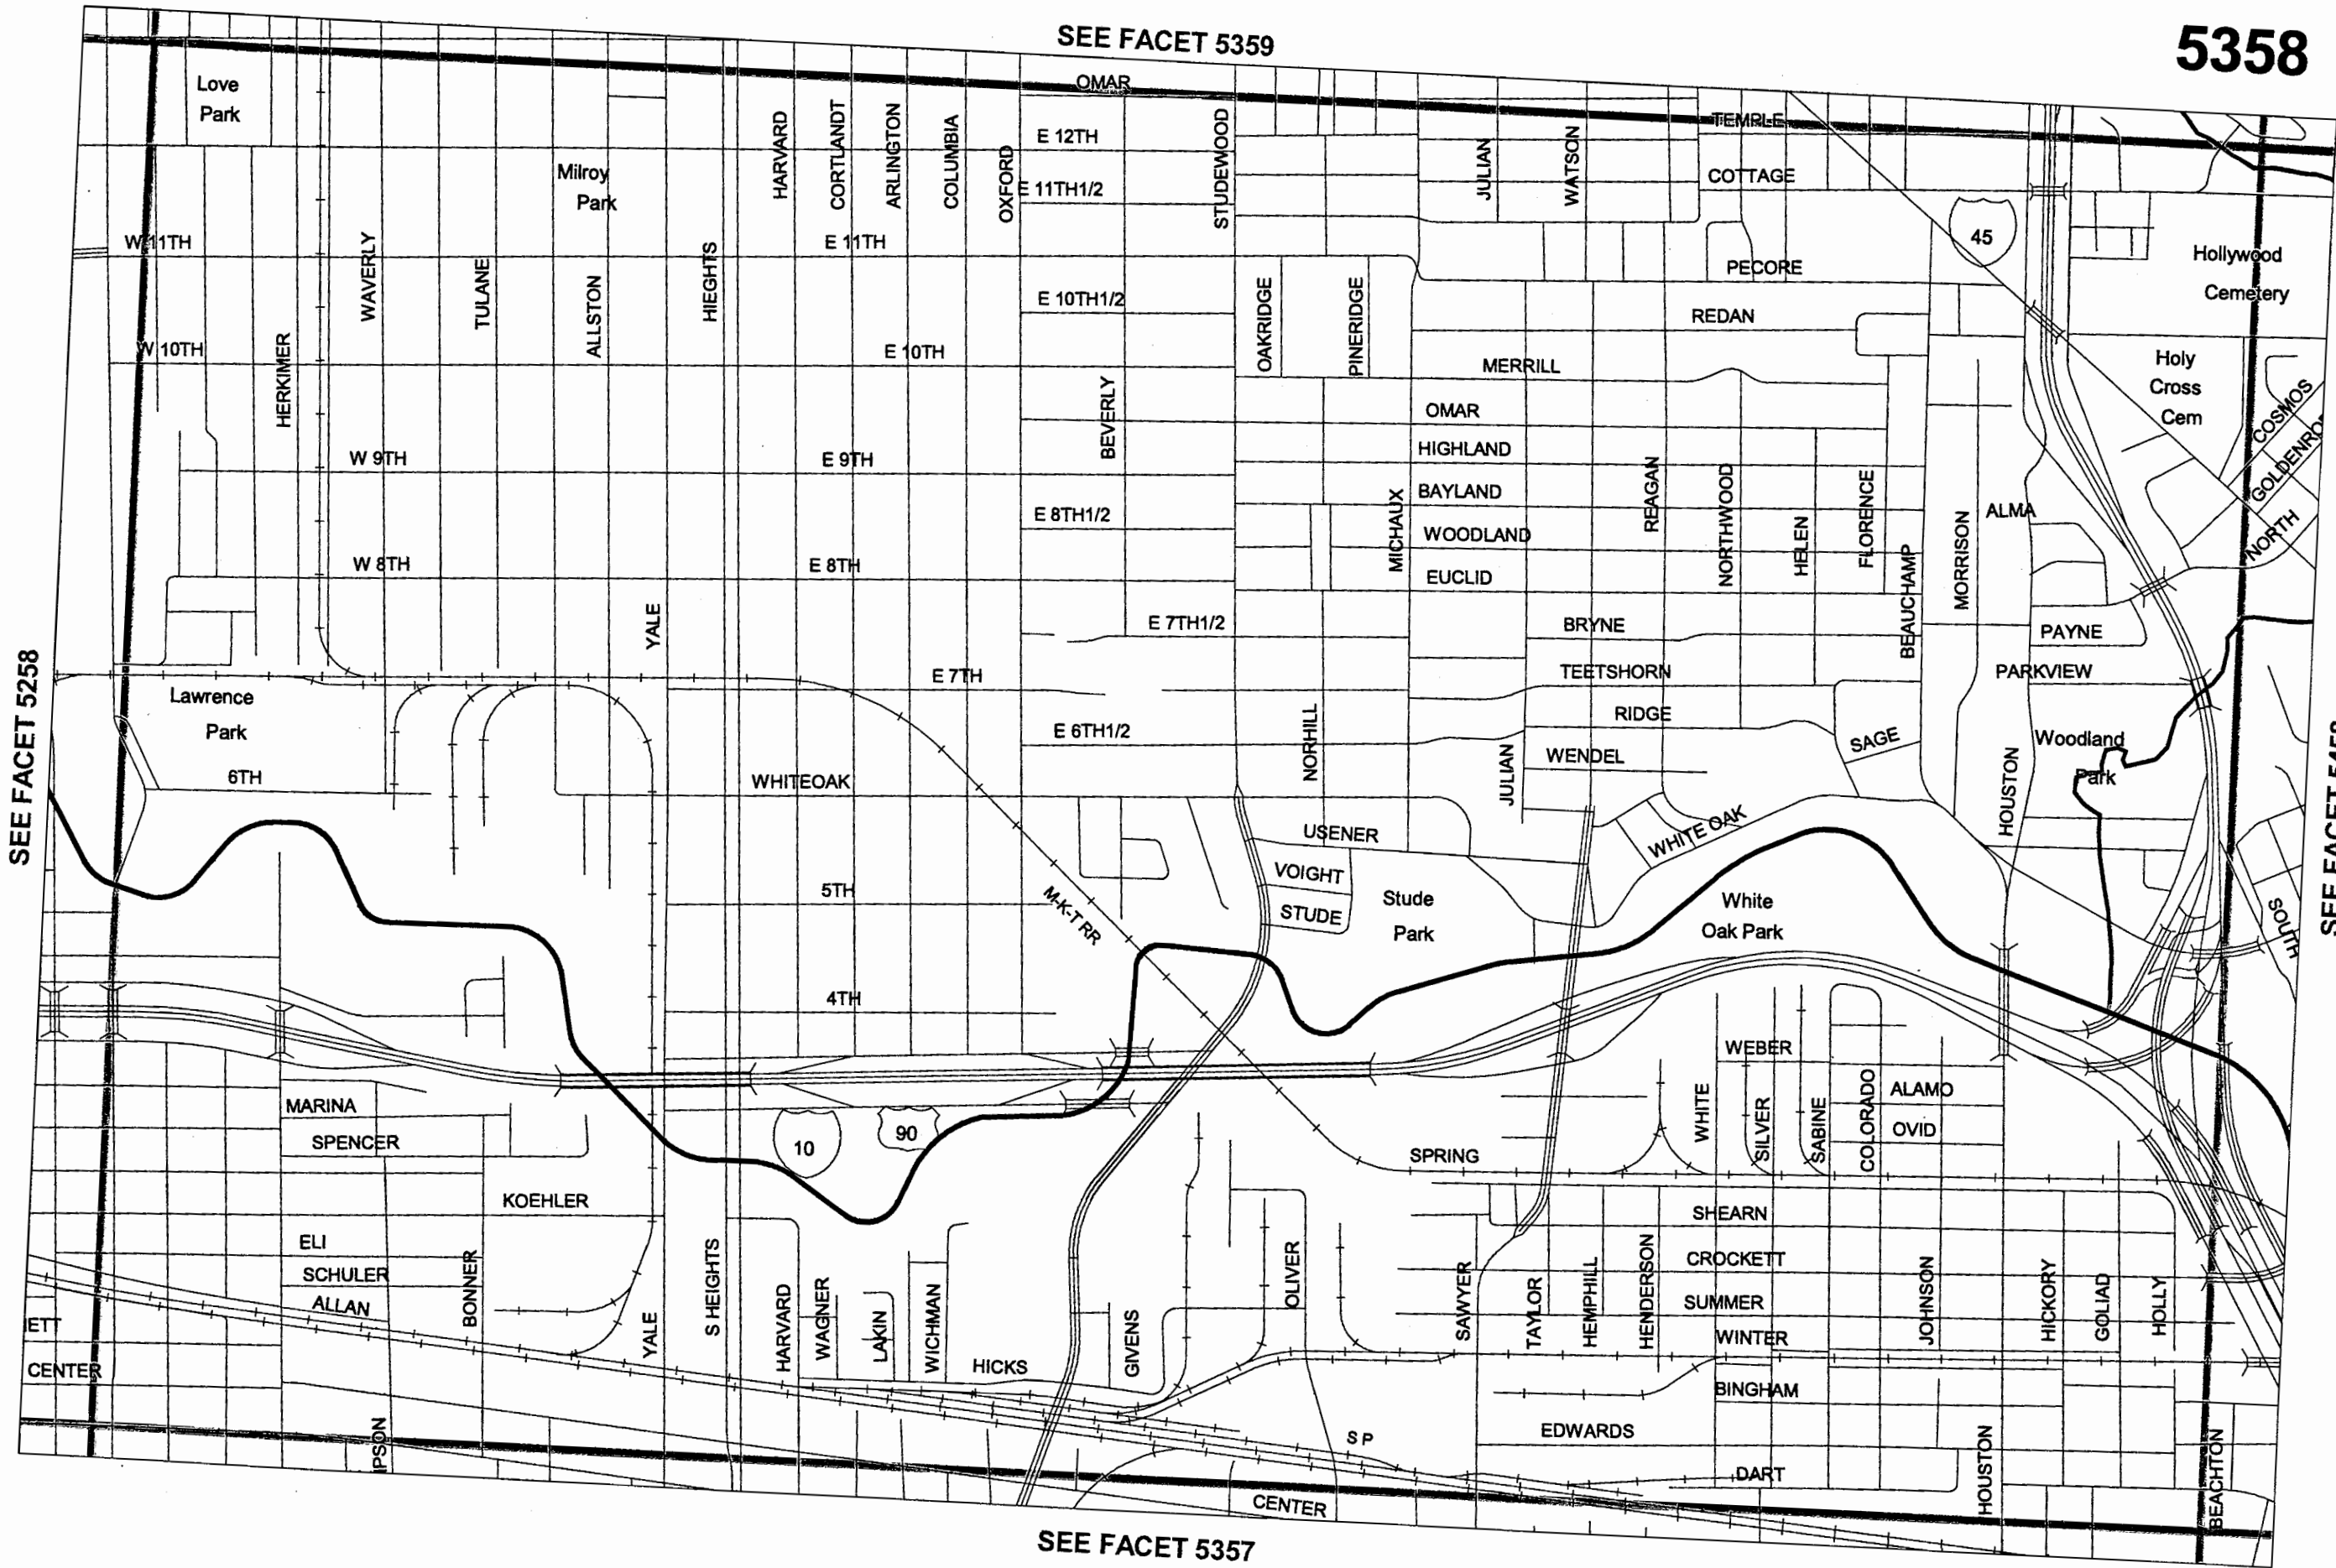 5358
SEE FACET 5359
OMAR
Love
Park
TEMPLE
E 12TH
HARVARD
CORTLANDT
ARLINGTON
COLUMBIA
OXFORD
STUDEWOOD
JULIAN
WATSON
Milroy
Park
COTTAGE
E 11TH1/2
45
W 11TH
E 11TH
WAVERLY
TULANE
ALLSTON
HIEGHTS
PECORE
Hollywood
Cemetery
E 10TH1/2
OAKRIDGE
PINERIDGE
REDAN
W 10TH
E 10TH
HERKIMER
MERRILL
Holy
Cross
Cem
BEVERLY
OMAR
COSMOS
HIGHLAND
W 9TH
E 9TH
GOLDENRO
BAYLAND
REAGAN
NORTHWOOD
FLORENCE
E 8TH1/2
MICHAUX
WOODLAND
HELEN
MORRISON
ALMA
NORTH
W 8TH
E 8TH
EUCLID
BEAUCHAMP
YALE
E 7TH1/2
BRYNE
PAYNE
SEE FACET 5258
E 7TH
TEETSHORN
PARKVIEW
Lawrence
Park
RIDGE
E 6TH1/2
NORHILL
JULIAN
WENDEL
SAGE
Woodland
Park
HOUSTON
6TH
WHITEOAK
USENER
WHITE OAK
VOIGHT
5TH
STUDE
Stude
Park
White
Oak Park
M-K-T RR
SOUTH
4TH
WEBER
MARINA
10
90
WHITE
SILVER
SABINE
COLORADO
ALAMO
SPENCER
OVID
SPRING
KOEHLER
SHEARN
ELI
SCHULER
ALLAN
BONNER
YALE
S HEIGHTS
HARVARD
WAGNER
LAKIN
WICHMAN
GIVENS
OLIVER
SAWYER
TAYLOR
HEMPHILL
HENDERSON
CROCKETT
SUMMER
WINTER
JOHNSON
HICKORY
GOLIAD
HOLLY
IETT
CENTER
HICKS
BINGHAM
IPSON
S P
EDWARDS
DART
HOUSTON
BEACHTON
CENTER
SEE FACET 5357